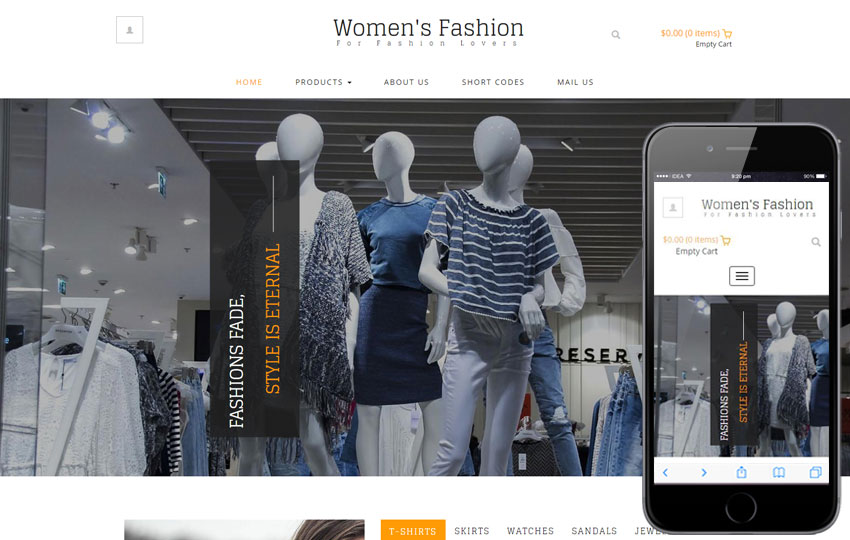 Women's Fashion
For Fashion Lovers
$0.00 (0 items)
Empty Cart
HOME PRODUCTS ABOUT US SHORT CODES MAIL US
FASHIONS FADE,
STYLE IS ETERNAL
RESER
T-SHIRTS SKIRTS WATCHES SANDALS
IDEA 9:20 pm 90%
Women's Fashion
For Fashion Lovers
$0.00 (0 items)
Empty Cart
FASHIONS FADE,
STYLE IS ETERNAL